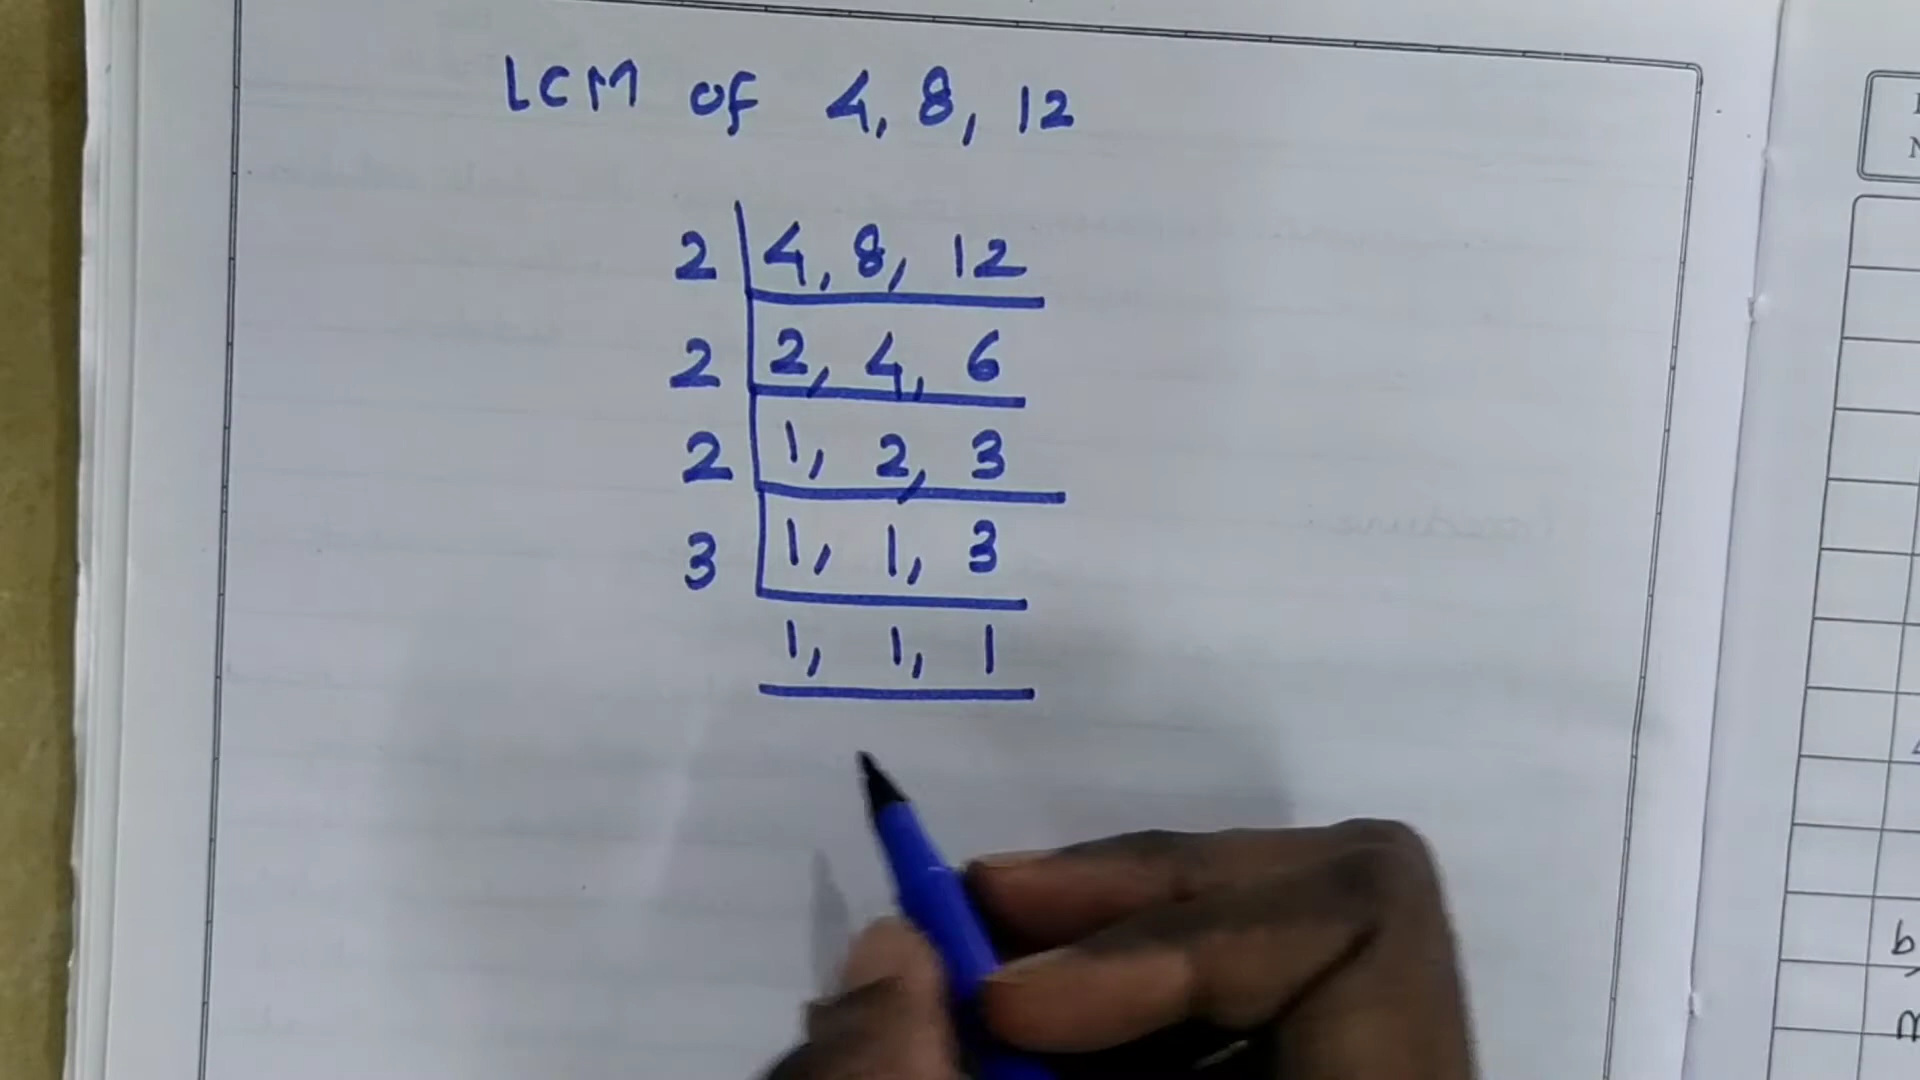 LCM of 4, 8, 12
2 4, 8, 12
2 2, 4, 6
2 1, 2, 3
3 1, 1, 3
1, 1, 1
b